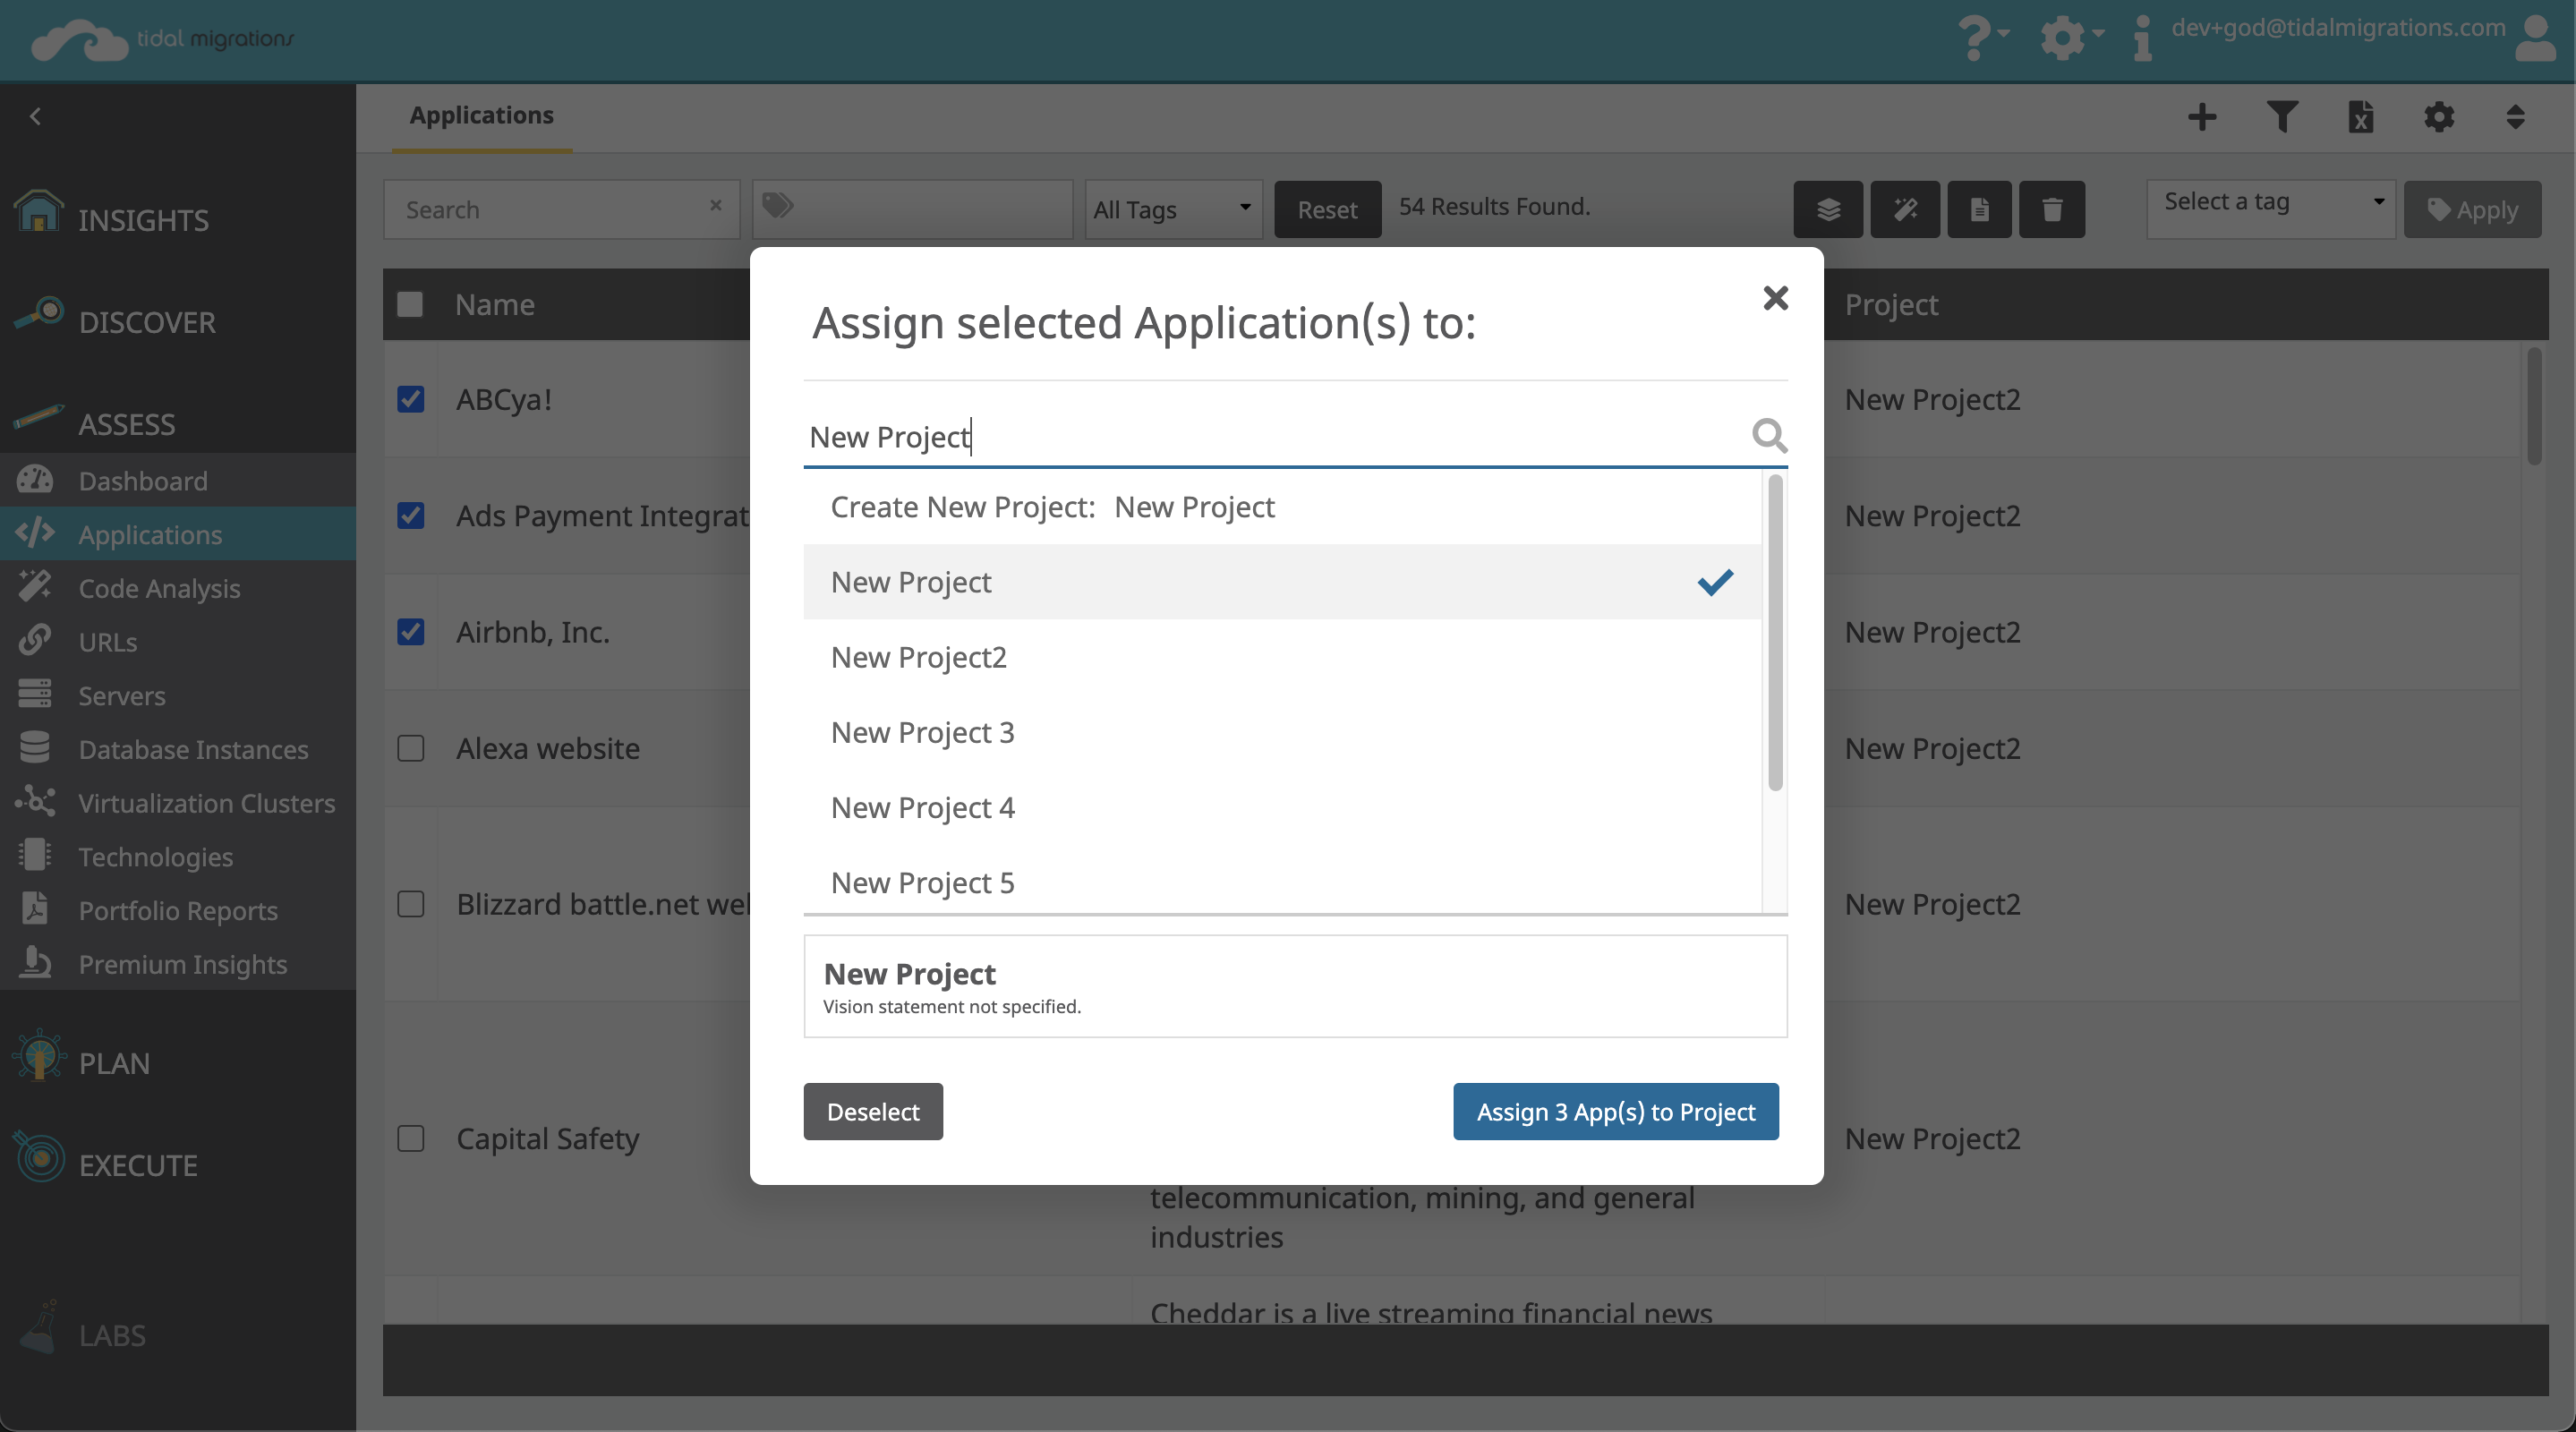 tidal migrations
dev+god@tidalmigrations.com
Applications
INSIGHTS
DISCOVER
ASSESS
Dashboard
Applications
Code Analysis
URLs
Servers
Database Instances
Virtualization Clusters
Technologies
Portfolio Reports
Premium Insights
PLAN
EXECUTE
LABS
Search
All Tags
Reset
54 Results Found.
Select a tag
Apply
Name
Project
ABCya!
New Project2
Ads Payment Integrat
New Project2
Airbnb, Inc.
New Project2
Alexa website
New Project2
Blizzard battle.net we
New Project2
Capital Safety
New Project2
telecommunication, mining, and general
industries
Cheddar is a live streaming financial news
Assign selected Application(s) to:
New Project
Create New Project: New Project
New Project
New Project2
New Project 3
New Project 4
New Project 5
New Project
Vision statement not specified.
Deselect
Assign 3 App(s) to Project